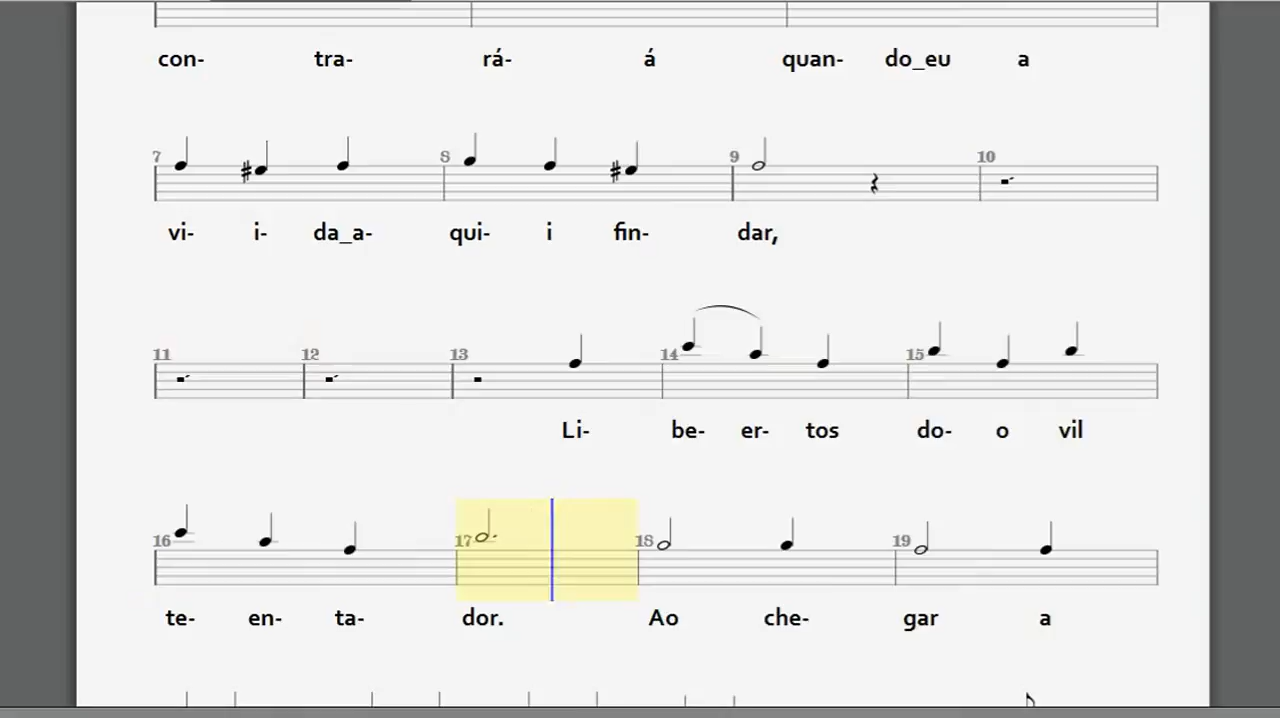 con- tra- rá- á quan- do_eu a
7 8 9 10
vi- i- da_a- qui- i fin- dar,
11 12 13 14 15
Li- be- er- tos do- o vil
16 17 18 19
te- en- ta- dor. Ao che- gar a